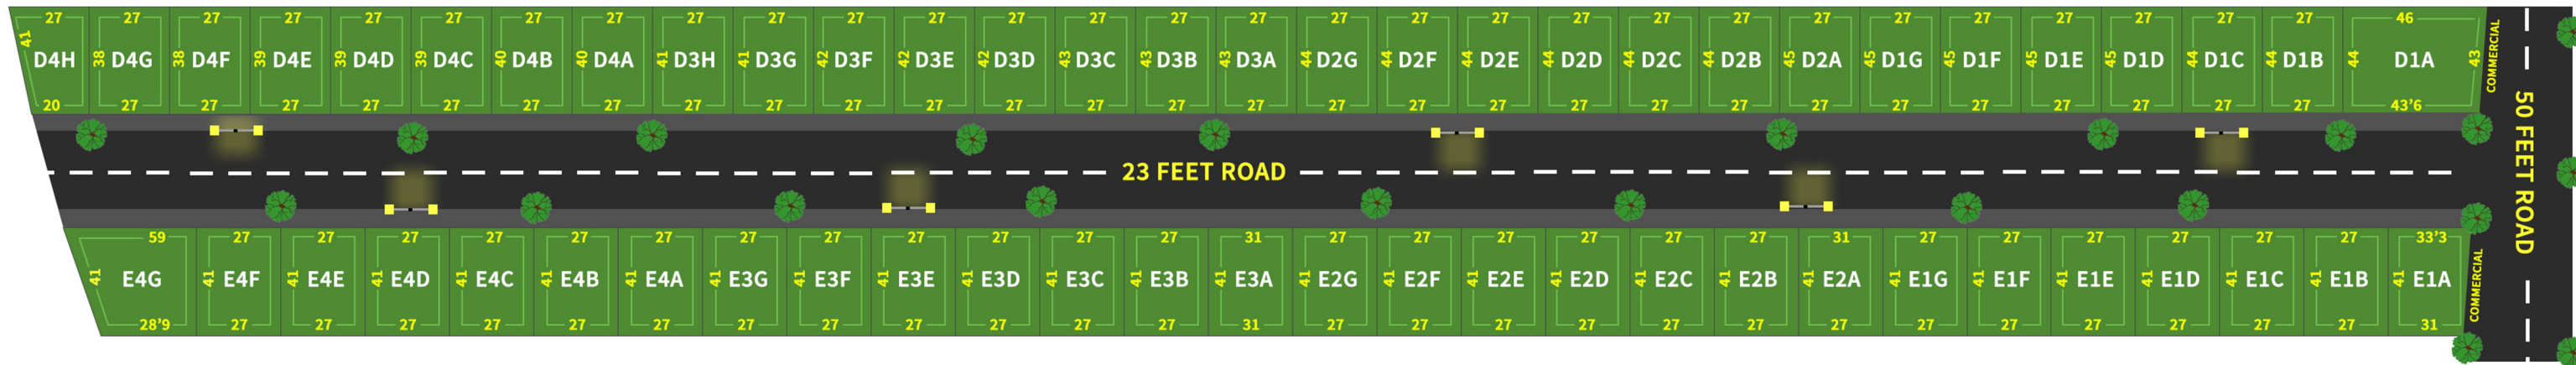 27 27 27 27 27 27 27 27 27 27 27 27 27 27 27 27 27 27 27 27 27 27 27 27 27 27 27 27 27 46
41 D4H 38 D4G 38 D4F 39 D4E 39 D4D 39 D4C 40 D4B 40 D4A 41 D3H 41 D3G 42 D3F 42 D3E 42 D3D 43 D3C 43 D3B 43 D3A 44 D2G 44 D2F 44 D2E 44 D2D 44 D2C 44 D2B 45 D2A 45 D1G 45 D1F 45 D1E 45 D1D 44 D1C 44 D1B 44 D1A 43 COMMERCIAL
20 27 27 27 27 27 27 27 27 27 27 27 27 27 27 27 27 27 27 27 27 27 27 27 27 27 27 27 27 43'6
23 FEET ROAD
50 FEET ROAD
59 27 27 27 27 27 27 27 27 27 27 27 27 31 27 27 27 27 27 27 31 27 27 27 27 27 27 33'3
41 E4G 41 E4F 41 E4E 41 E4D 41 E4C 41 E4B 41 E4A 41 E3G 41 E3F 41 E3E 41 E3D 41 E3C 41 E3B 41 E3A 41 E2G 41 E2F 41 E2E 41 E2D 41 E2C 41 E2B 41 E2A 41 E1G 41 E1F 41 E1E 41 E1D 41 E1C 41 E1B 41 E1A COMMERCIAL
28'9 27 27 27 27 27 27 27 27 27 27 27 27 31 27 27 27 27 27 27 27 27 27 27 27 27 27 31